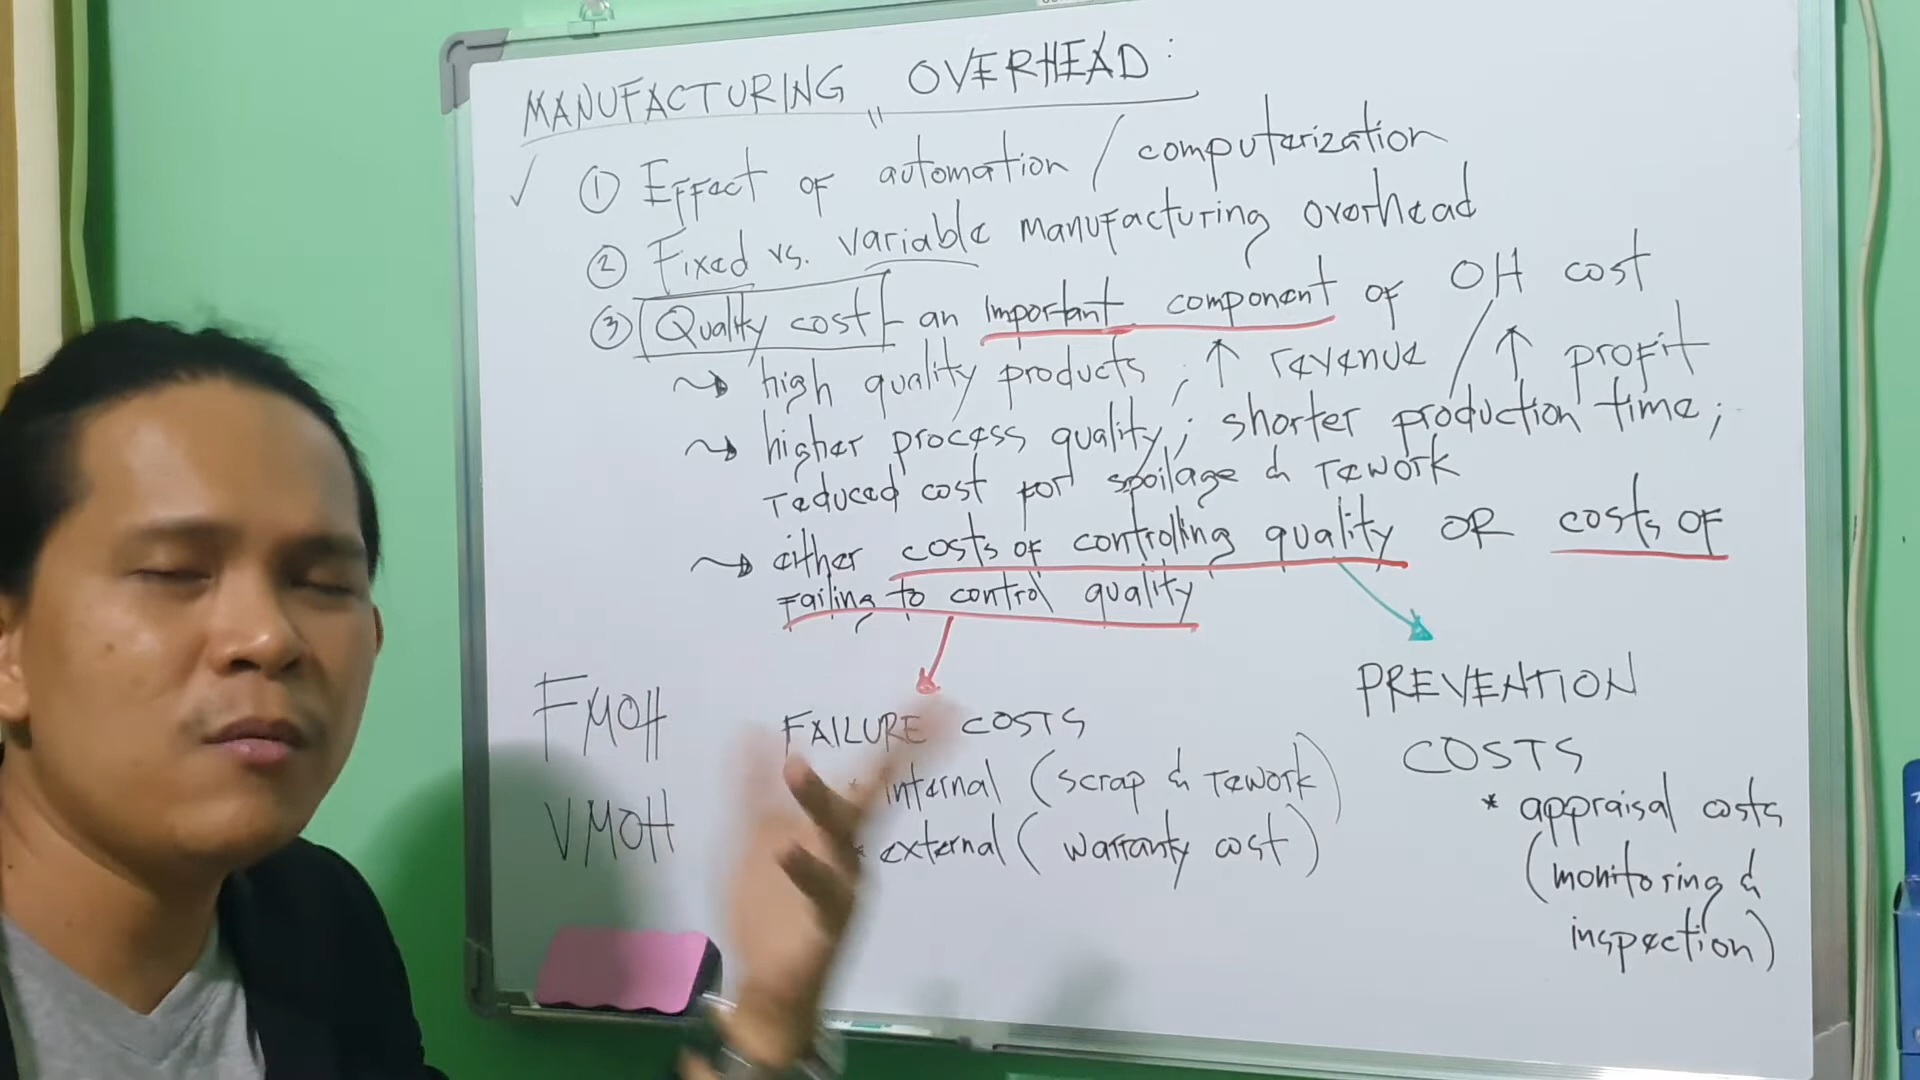 MANUFACTURING OVERHEAD:
✓ ① Effect of automation / computerization
② Fixed vs. variable manufacturing overhead
③ Quality cost - an important component of OH cost
↝ high quality products; ↑ revenue / ↑ profit
↝ higher process quality; shorter production time;
reduced cost for spoilage & rework
↝ either costs of controlling quality OR costs of
failing to control quality
PREVENTION
COSTS
* appraisal costs
(monitoring &
inspection)
FAILURE COSTS
* internal (scrap & rework)
* external (warranty cost)
FMOH
VMOH